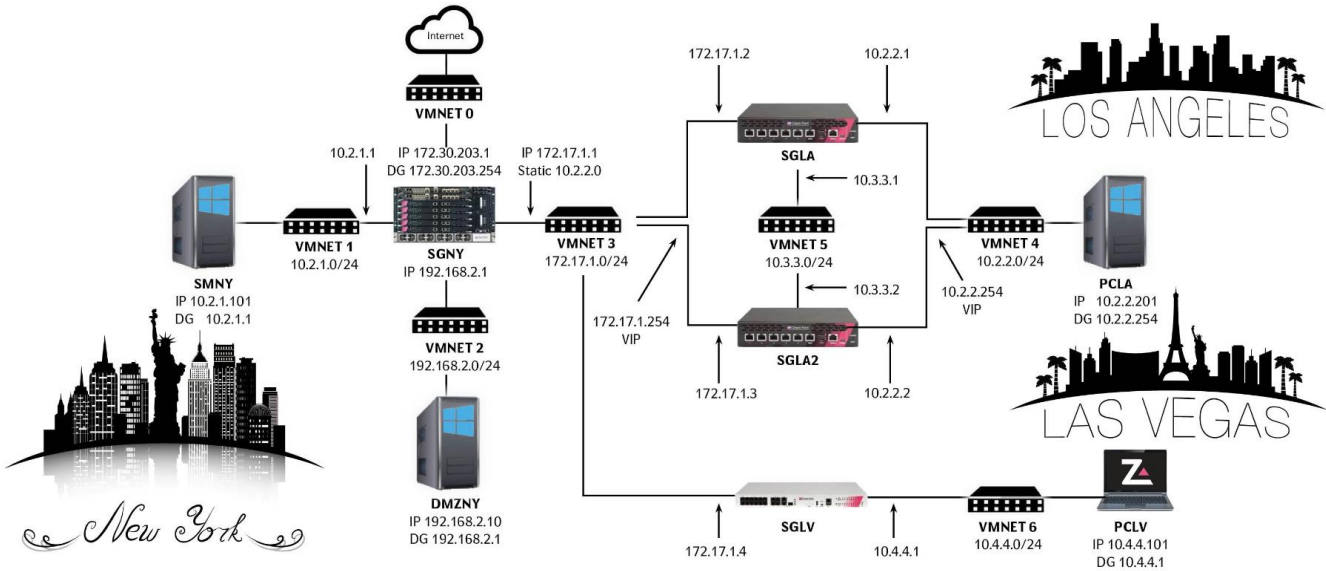 Internet
VMNET 0
172.17.1.2
10.2.2.1
LOS ANGELES
10.2.1.1
IP 172.30.203.1
DG 172.30.203.254
IP 172.17.1.1
Static 10.2.2.0
SGLA
10.3.3.1
VMNET 1
10.2.1.0/24
SGNY
IP 192.168.2.1
VMNET 3
172.17.1.0/24
VMNET 5
10.3.3.0/24
VMNET 4
10.2.2.0/24
SMNY
IP 10.2.1.101
DG 10.2.1.1
PCLA
IP 10.2.2.201
DG 10.2.2.254
10.3.3.2
172.17.1.254
VIP
10.2.2.254
VIP
VMNET 2
192.168.2.0/24
SGLA2
172.17.1.3
10.2.2.2
LAS VEGAS
DMZNY
IP 192.168.2.10
DG 192.168.2.1
New York
SGLV
172.17.1.4
10.4.4.1
VMNET 6
10.4.4.0/24
Z
PCLV
IP 10.4.4.101
DG 10.4.4.1